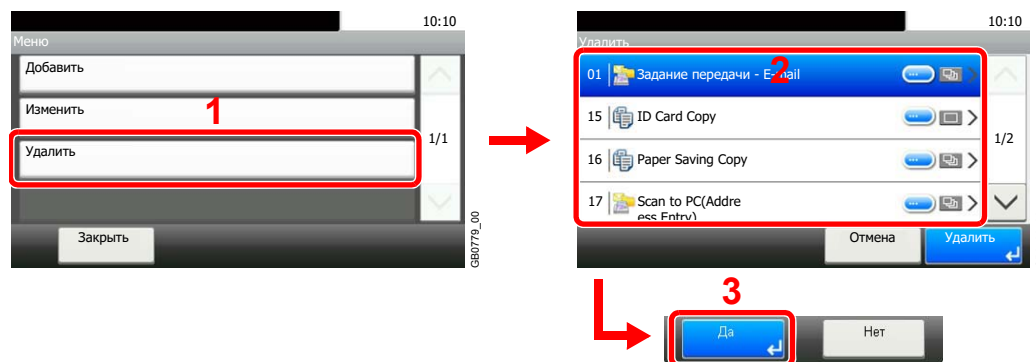 10:10
Меню
Добавить
Изменить
1
Удалить
1/1
Закрыть
GB0779_00
10:10
Удалить
2
01 Задание передачи - E-mail
15 ID Card Copy
16 Paper Saving Copy
17 Scan to PC(Addre
ess Entry)
1/2
Отмена
Удалить
3
Да
Нет